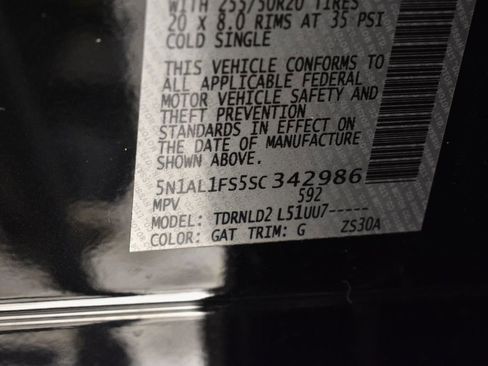 WITH 255/50R20 TIRES
20 X 8.0 RIMS AT 35 PSI
COLD SINGLE
THIS VEHICLE CONFORMS TO
ALL APPLICABLE FEDERAL
MOTOR VEHICLE SAFETY AND
THEFT PREVENTION
STANDARDS IN EFFECT ON
THE DATE OF MANUFACTURE
SHOWN ABOVE.
5N1AL1FS5SC342986
MPV 592
MODEL: TDRNLD2 L51UU7-----
COLOR: GAT TRIM: G ZS30A